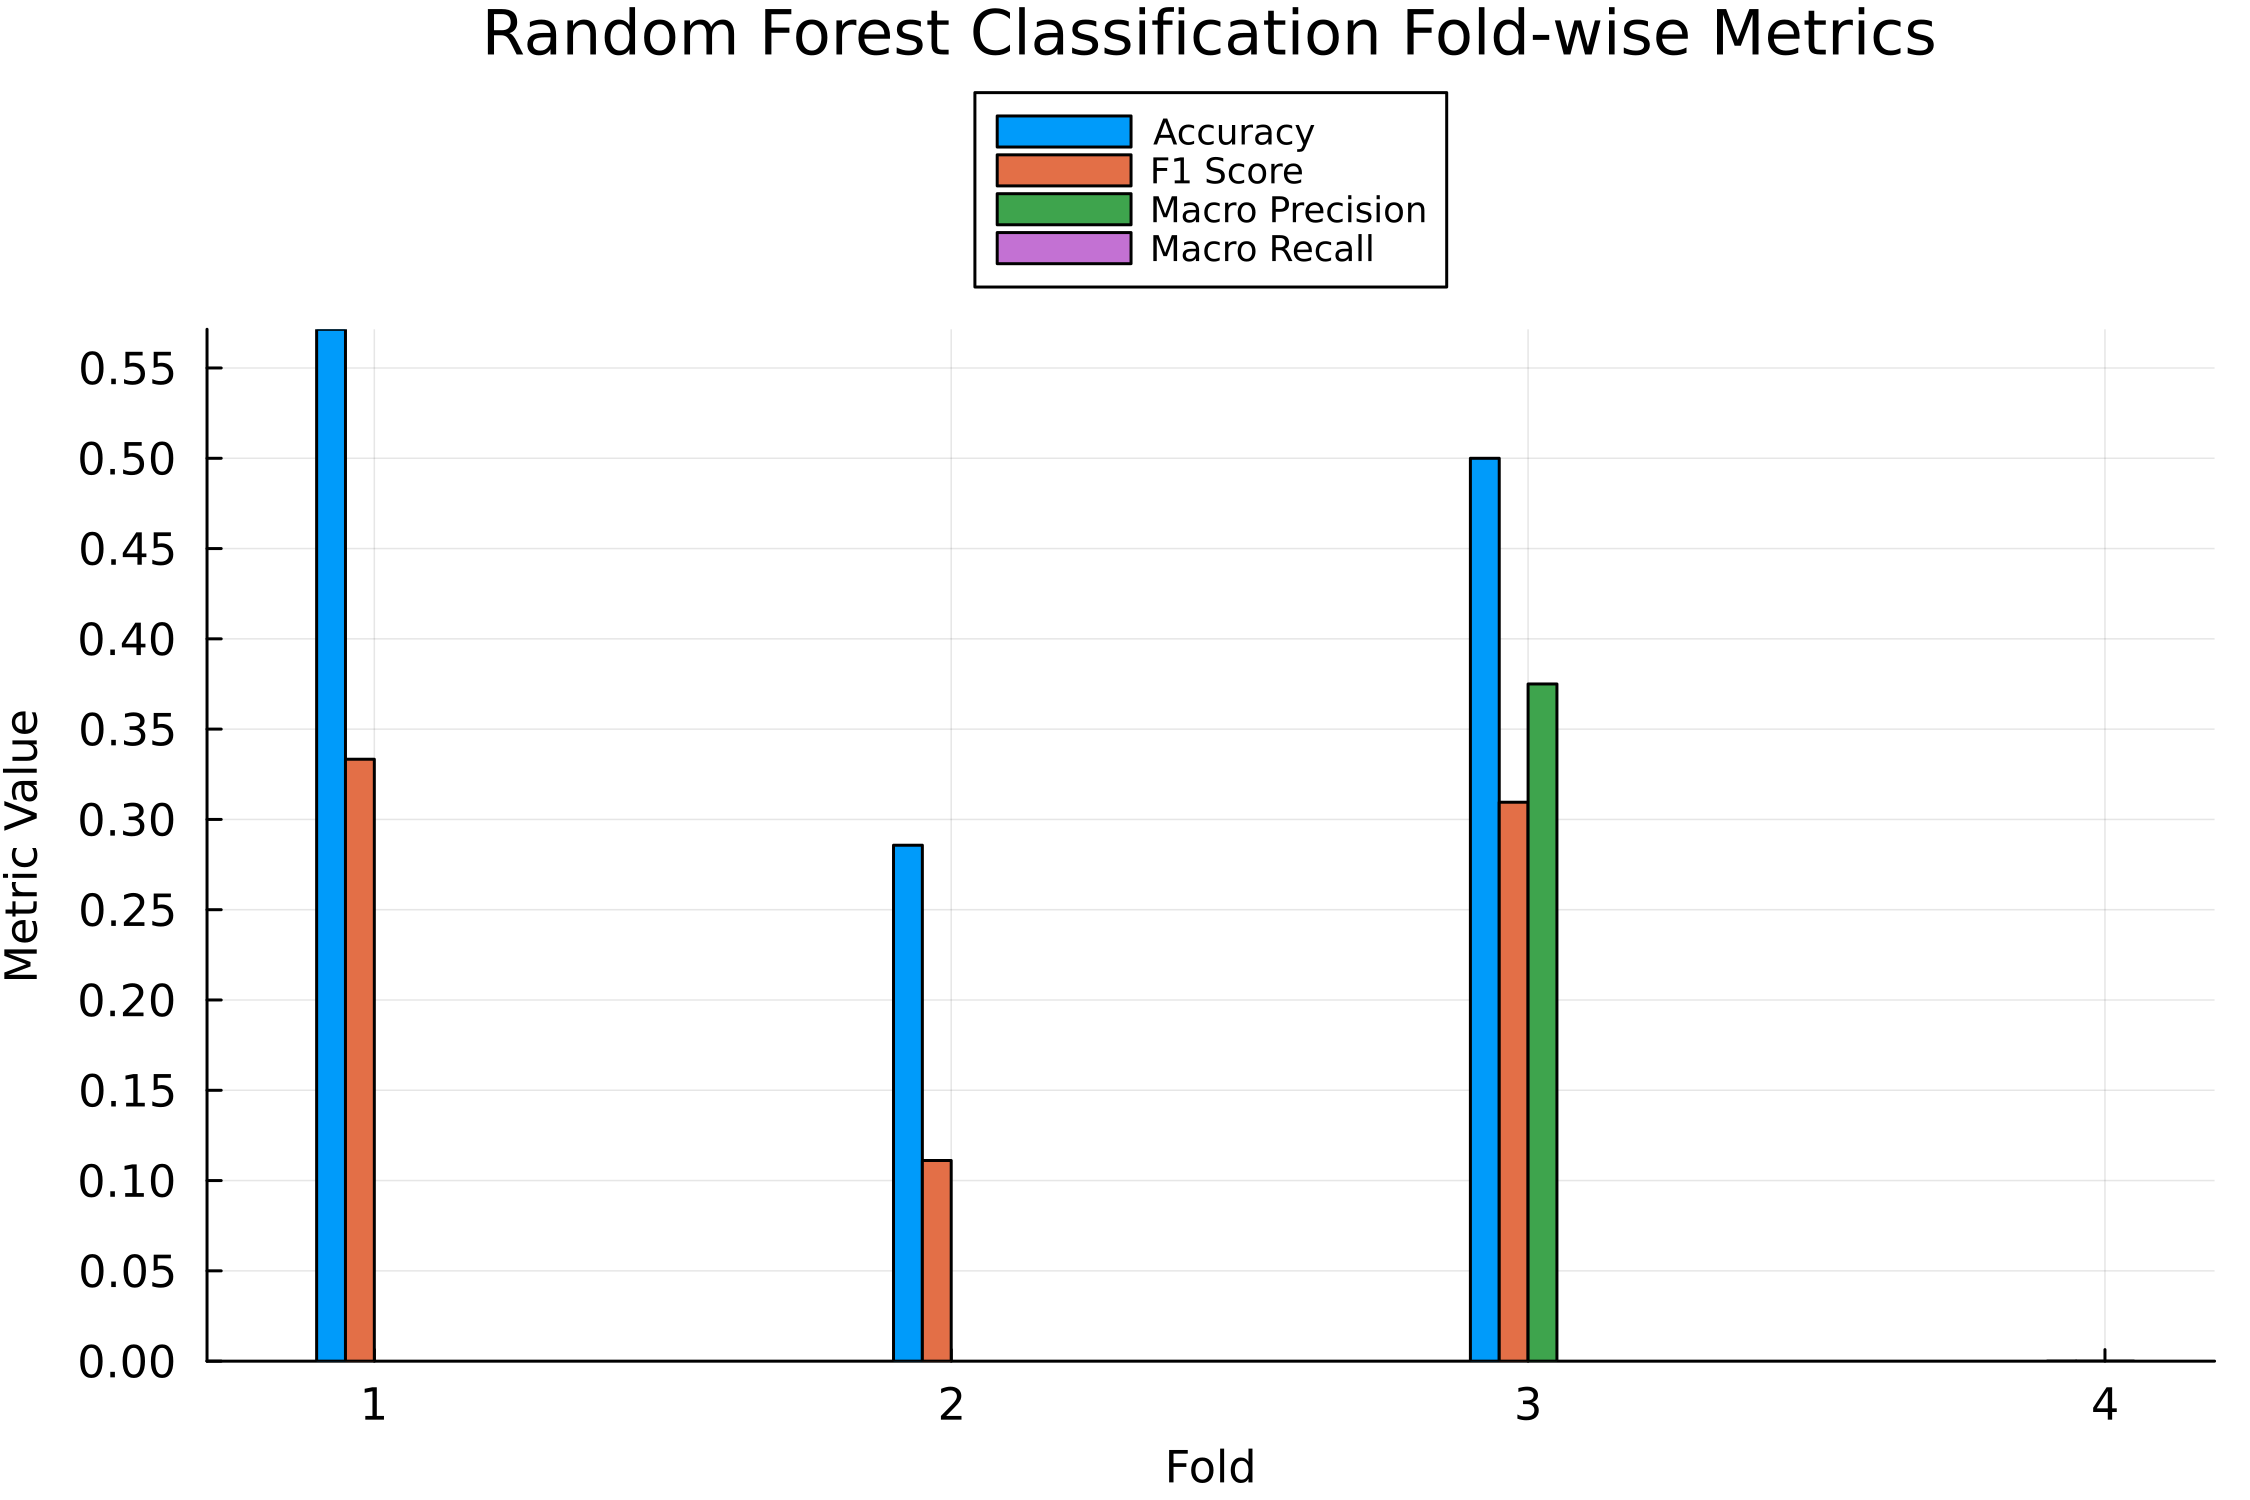 Random Forest Classification Fold-wise Metrics
Accuracy
F1 Score
Macro Precision
Macro Recall
0.55
0.50
0.45
0.40
0.35
0.30
0.25
0.20
0.15
0.10
0.05
0.00
Metric Value
1 2 3 4
Fold